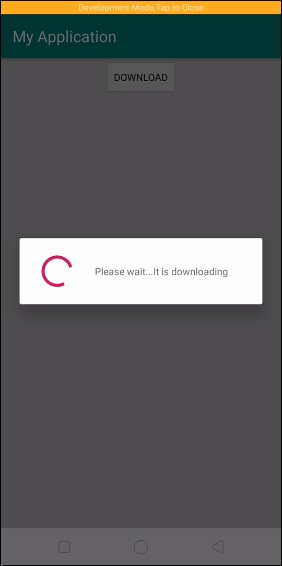 Development Mode,Tap to Close
My Application
DOWNLOAD
Please wait...It is downloading